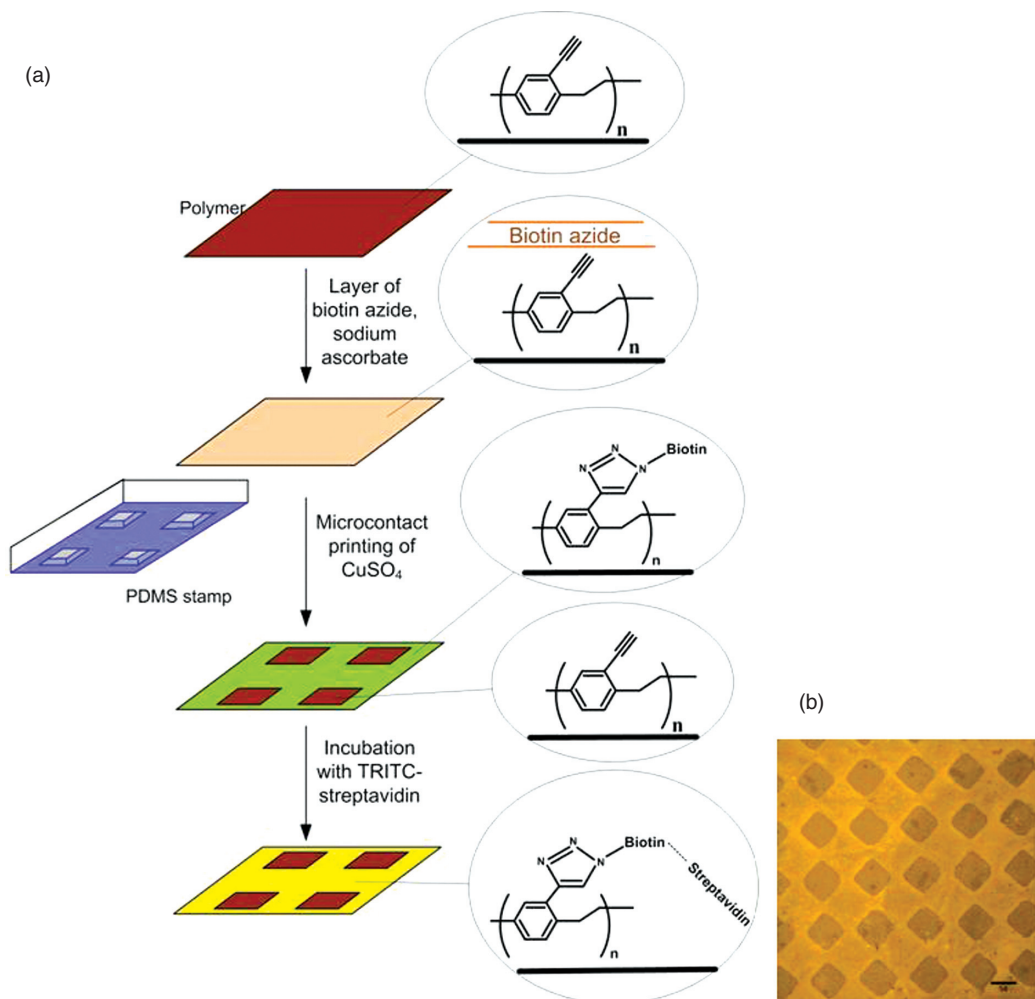 (a)
n
Polymer
Biotin azide
n
Layer of
biotin azide,
sodium
ascorbate
N
N
N
Biotin
n
Microcontact
printing of
CuSO₄
PDMS stamp
n
(b)
Incubation
with TRITC-
streptavidin
N
N
N
Biotin
Streptavidin
n
50